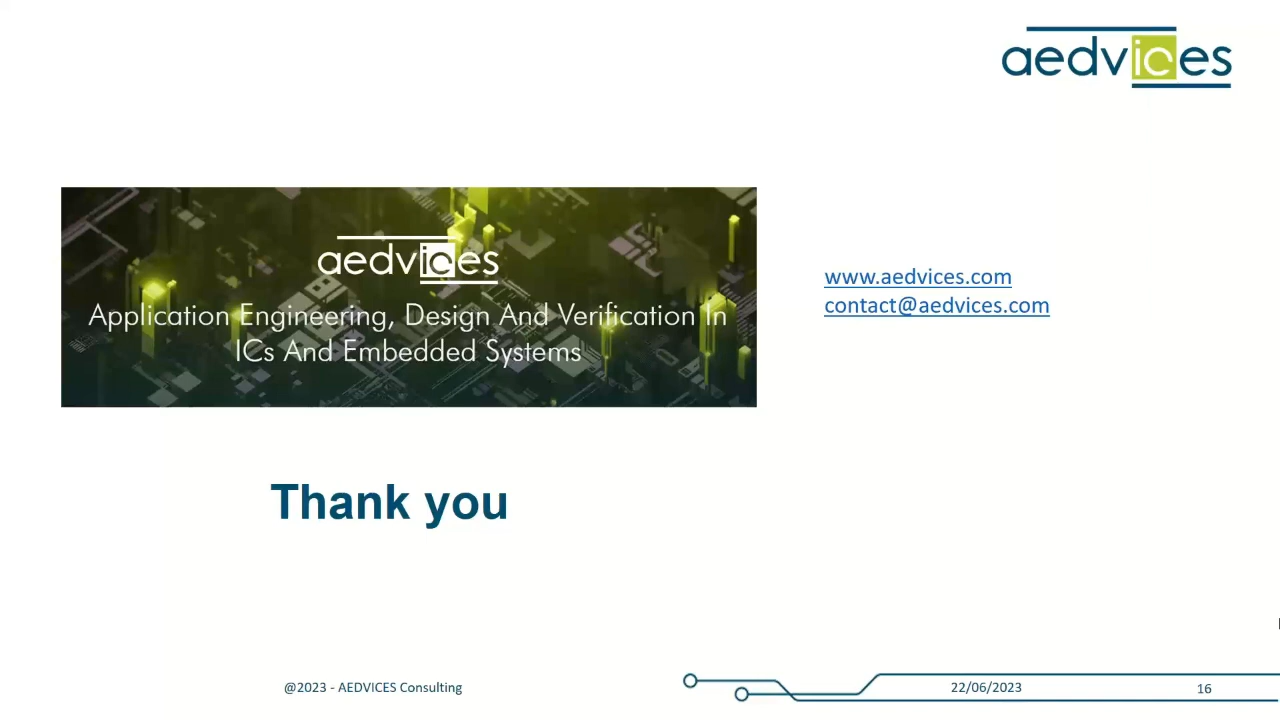 aedvices
aedvices
Application Engineering, Design And Verification In
ICs And Embedded Systems
www.aedvices.com
contact@aedvices.com
Thank you
@2023 - AEDVICES Consulting
22/06/2023
16